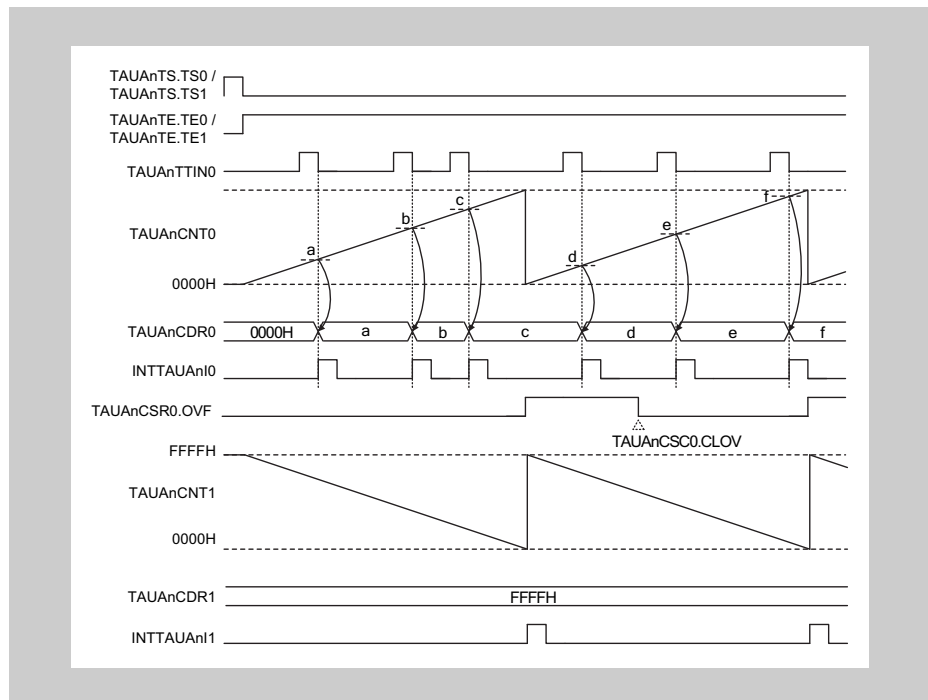 TAUAnTS.TS0 /
TAUAnTS.TS1
TAUAnTE.TE0 /
TAUAnTE.TE1
TAUAnTTIN0
TAUAnCNT0
a
b
c
d
e
f
0000H
TAUAnCDR0
0000H a b c d e f
INTTAUAnI0
TAUAnCSR0.OVF
TAUAnCSC0.CLOV
FFFFH
TAUAnCNT1
0000H
TAUAnCDR1
FFFFH
INTTAUAnI1